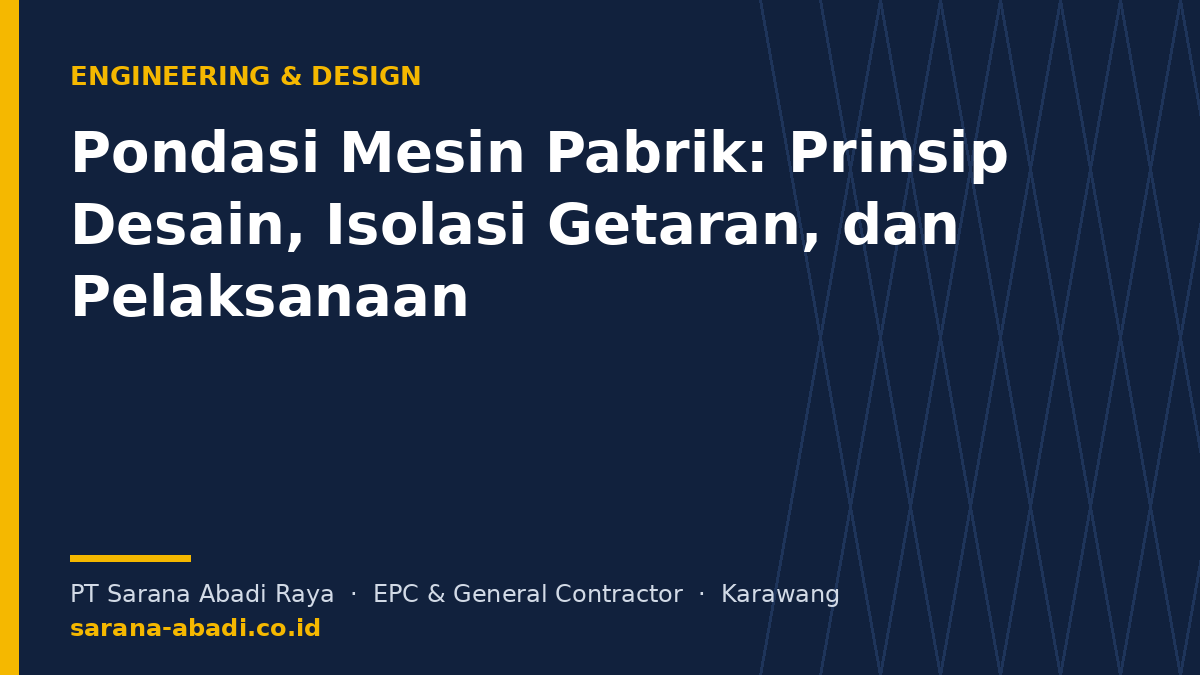 ENGINEERING & DESIGN
Pondasi Mesin Pabrik: Prinsip
Desain, Isolasi Getaran, dan
Pelaksanaan
PT Sarana Abadi Raya · EPC & General Contractor · Karawang
sarana-abadi.co.id